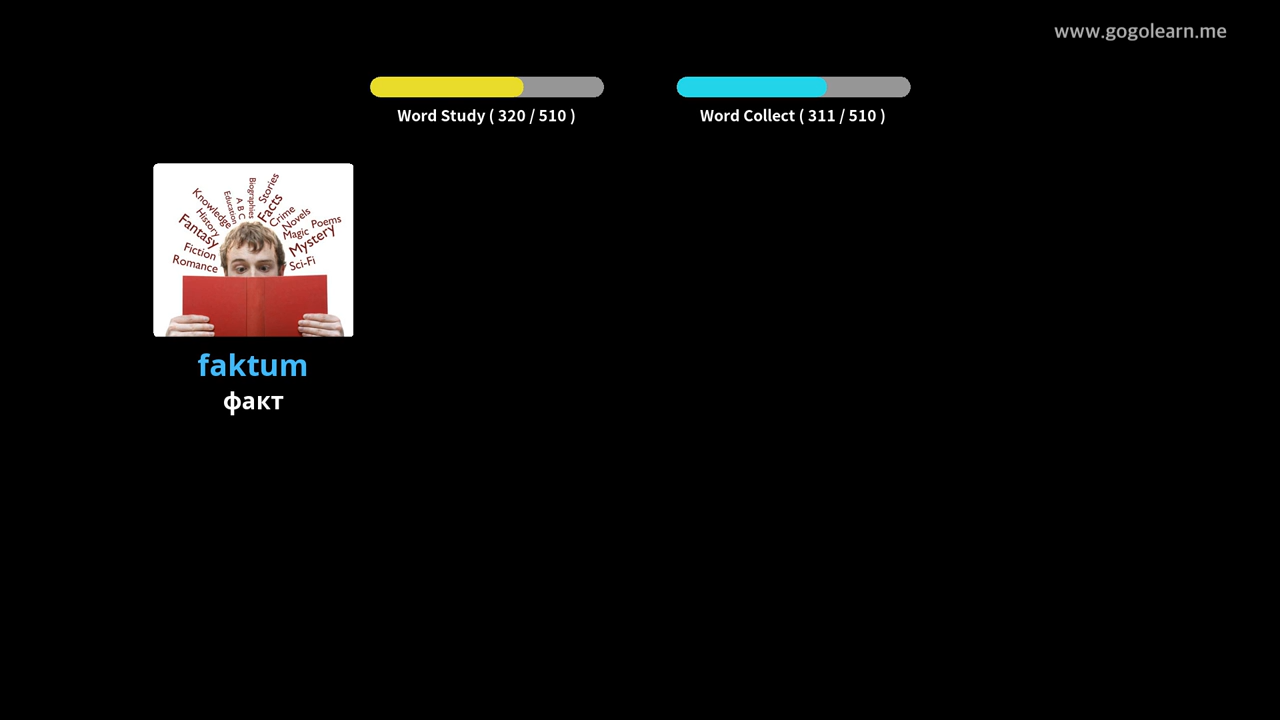 www.gogolearn.me
Word Study ( 320 / 510 )
Word Collect ( 311 / 510 )
Knowledge
History
Fantasy
Fiction
Romance
Education
A B C
Biographies
Stories
Facts
Crime
Novels
Magic
Poems
Mystery
Sci-Fi
faktum
факт